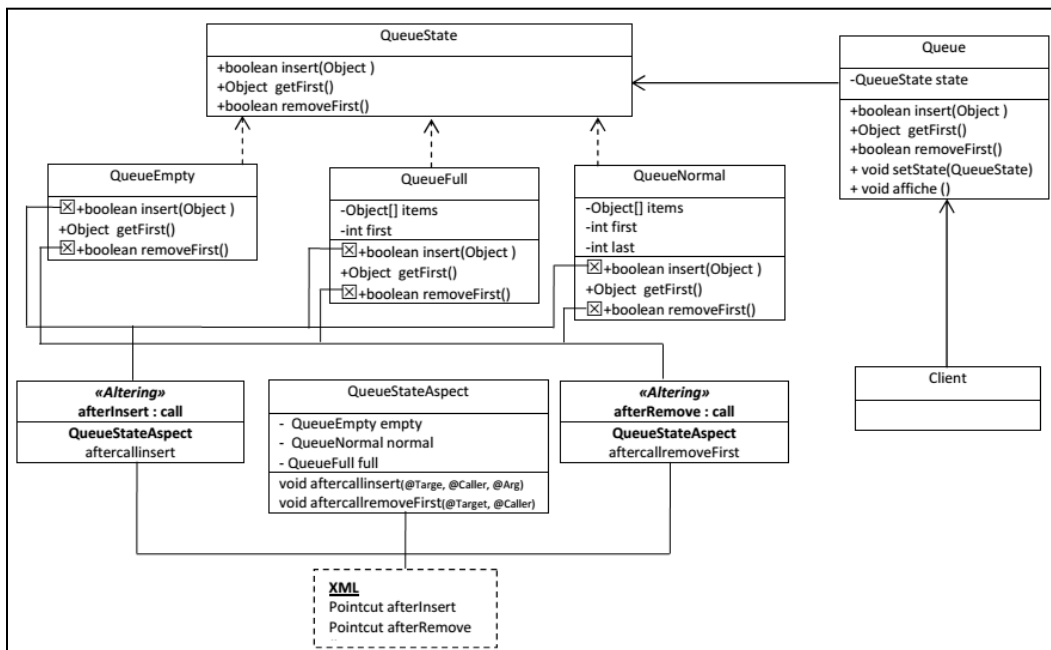 QueueState
+boolean insert(Object )
+Object  getFirst()
+boolean removeFirst()
Queue
-QueueState state
+boolean insert(Object )
+Object  getFirst()
+boolean removeFirst()
+ void setState(QueueState)
+ void affiche ()
QueueEmpty
+boolean insert(Object )
+Object  getFirst()
+boolean removeFirst()
QueueFull
-Object[] items
-int first
+boolean insert(Object )
+Object  getFirst()
+boolean removeFirst()
QueueNormal
-Object[] items
-int first
-int last
+boolean insert(Object )
+Object  getFirst()
+boolean removeFirst()
«Altering»
afterInsert : call
QueueStateAspect
aftercallinsert
QueueStateAspect
- QueueEmpty empty
- QueueNormal normal
- QueueFull full
void aftercallinsert(@Targe, @Caller, @Arg)
void aftercallremoveFirst(@Target, @Caller)
«Altering»
afterRemove : call
QueueStateAspect
aftercallremoveFirst
Client
XML
Pointcut afterInsert
Pointcut afterRemove